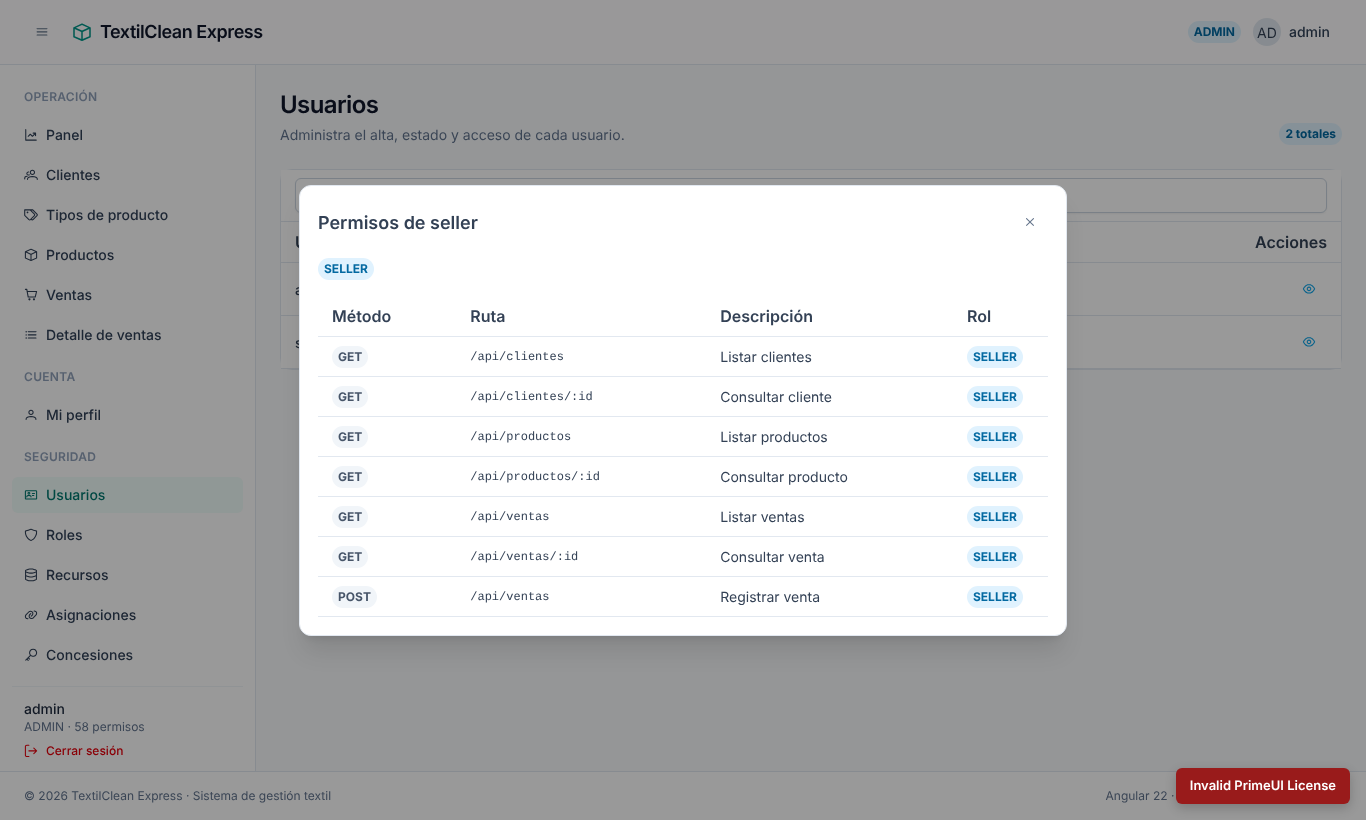 TextilClean Express
ADMIN AD admin
OPERACIÓN
Panel
Clientes
Tipos de producto
Productos
Ventas
Detalle de ventas
CUENTA
Mi perfil
SEGURIDAD
Usuarios
Roles
Recursos
Asignaciones
Concesiones
admin
ADMIN · 58 permisos
Cerrar sesión
Usuarios
Administra el alta, estado y acceso de cada usuario.
2 totales
Acciones
Permisos de seller
SELLER
Método Ruta Descripción Rol
GET /api/clientes Listar clientes SELLER
GET /api/clientes/:id Consultar cliente SELLER
GET /api/productos Listar productos SELLER
GET /api/productos/:id Consultar producto SELLER
GET /api/ventas Listar ventas SELLER
GET /api/ventas/:id Consultar venta SELLER
POST /api/ventas Registrar venta SELLER
© 2026 TextilClean Express · Sistema de gestión textil
Angular 22 ·
Invalid PrimeUI License